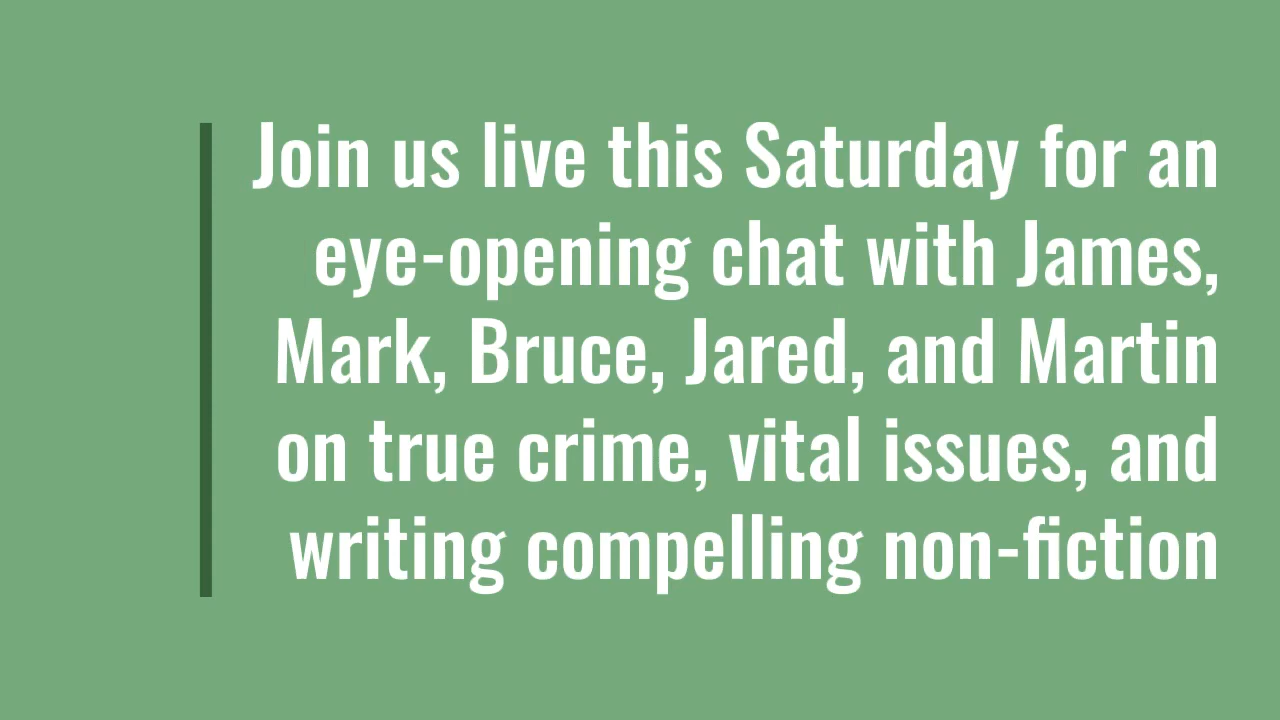 Join us live this Saturday for an
eye-opening chat with James,
Mark, Bruce, Jared, and Martin
on true crime, vital issues, and
writing compelling non-fiction